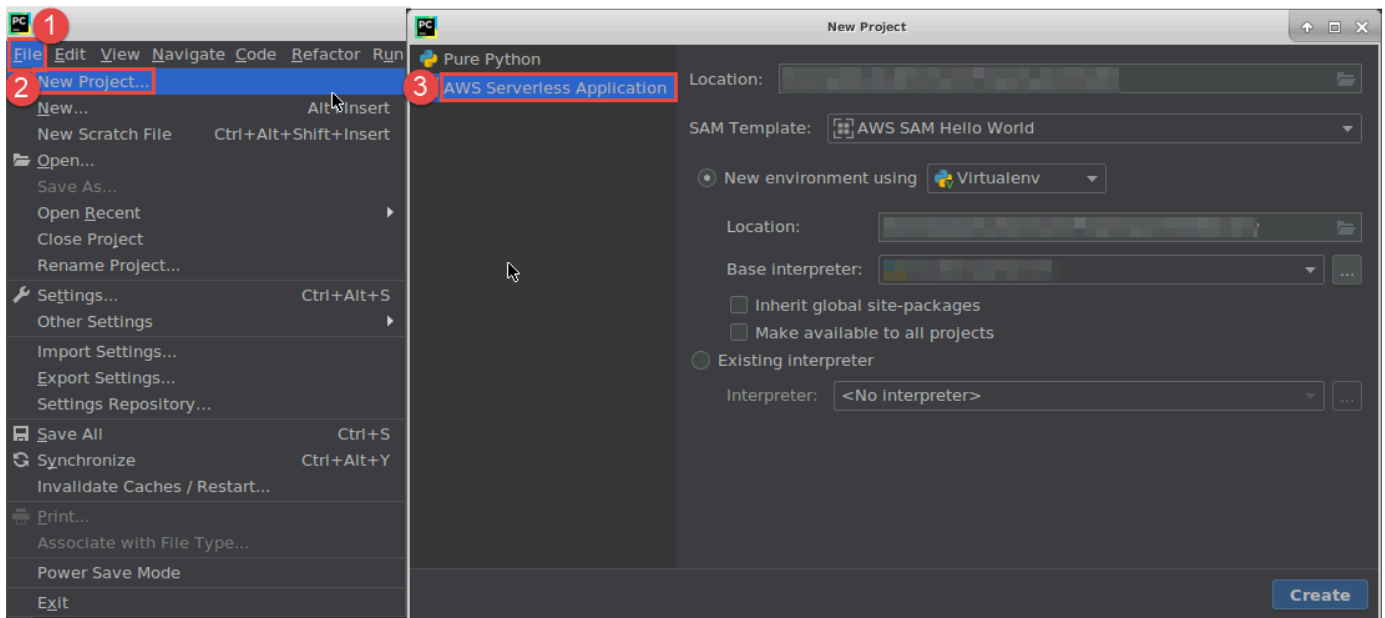 PC
1
File Edit View Navigate Code Refactor Run
2
New Project...
New... Alt+Insert
New Scratch File Ctrl+Alt+Shift+Insert
Open...
Save As...
Open Recent
Close Project
Rename Project...
Settings... Ctrl+Alt+S
Other Settings
Import Settings...
Export Settings...
Settings Repository...
Save All Ctrl+S
Synchronize Ctrl+Alt+Y
Invalidate Caches / Restart...
Print...
Associate with File Type...
Power Save Mode
Exit
PC
New Project
Pure Python
3
AWS Serverless Application
Location:
SAM Template: AWS SAM Hello World
New environment using Virtualenv
Location:
Base interpreter: ...
Inherit global site-packages
Make available to all projects
Existing interpreter
Interpreter: <No interpreter> ...
Create